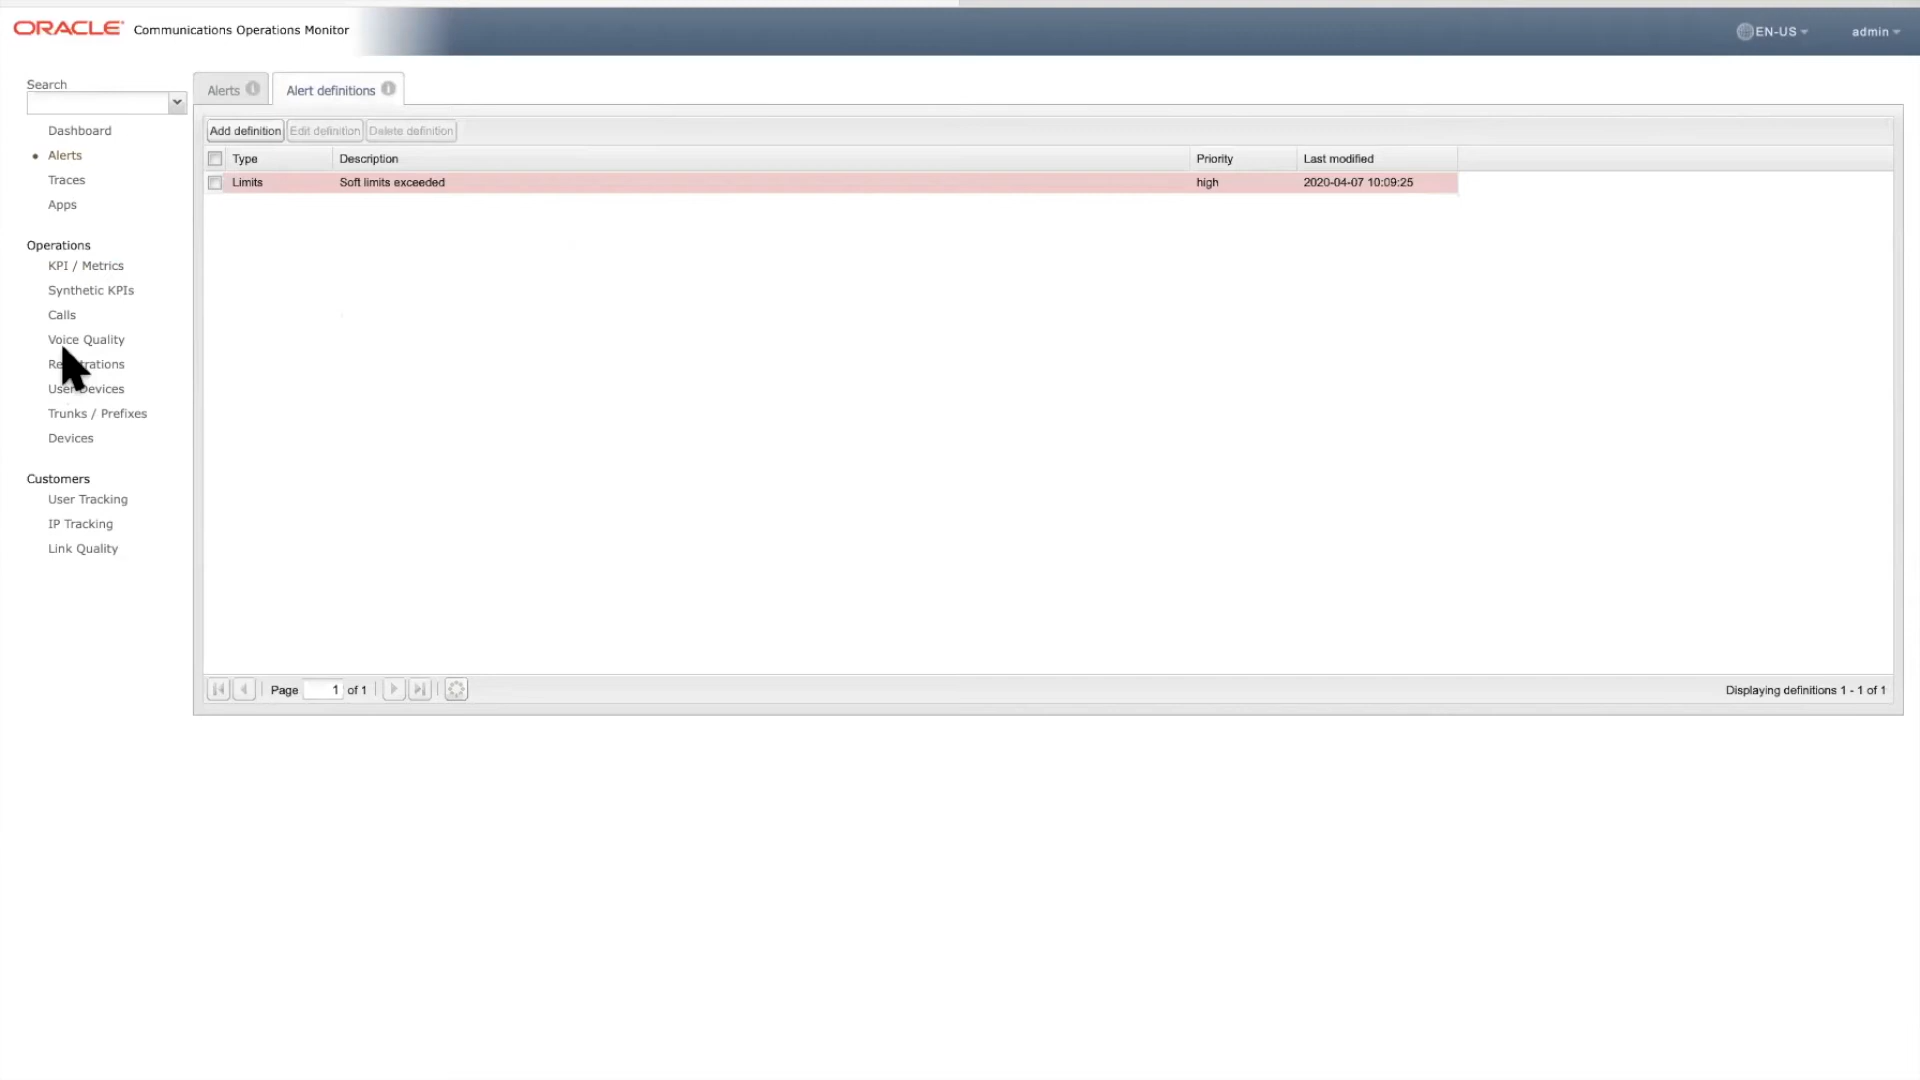 ORACLE Communications Operations Monitor
EN-US
admin
Search
Dashboard
Alerts
Traces
Apps
Operations
KPI / Metrics
Synthetic KPIs
Calls
Voice Quality
User Devices
Trunks / Prefixes
Devices
Customers
User Tracking
IP Tracking
Link Quality
Alerts
Alert definitions
Add definition Edit definition Delete definition
Type Description Priority Last modified
Limits Soft limits exceeded high 2020-04-07 10:09:25
Page 1 of 1
Displaying definitions 1 - 1 of 1